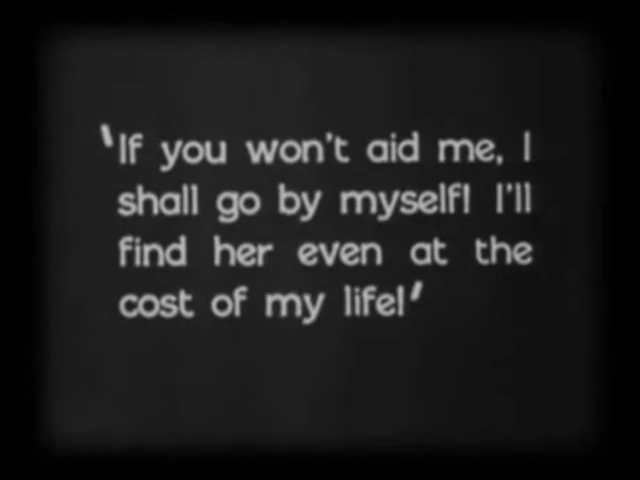 'If you won't aid me, I
shall go by myself! I'll
find her even at the
cost of my life!'